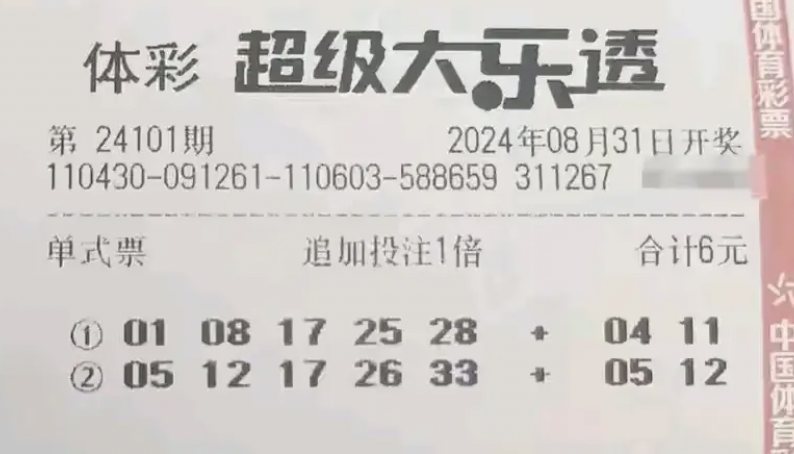 体彩 超级大乐透
第 24101期 2024年08月31日开奖
110430-091261-110603-588659 311267
单式票 追加投注1倍 合计6元
① 01 08 17 25 28 + 04 11
② 05 12 17 26 33 + 05 12
国体育彩票
中国体育